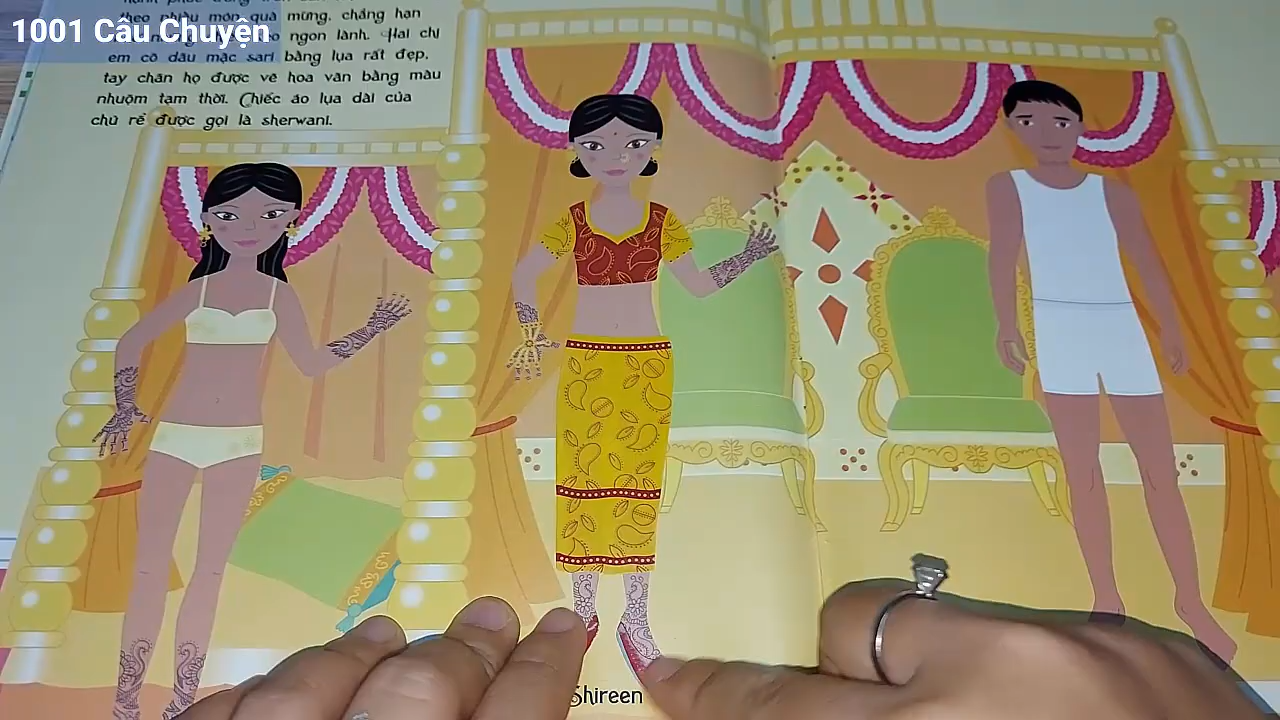 1001 Câu Chuyện
theo nhiều món quà mừng, chẳng hạn
ngon lành. Hai chị
em cô dâu mặc sari bằng lụa rất đẹp,
tay chân họ được vẽ hoa văn bằng màu
nhuộm tạm thời. Chiếc áo lụa dài của
chú rể được gọi là sherwani.
Shireen